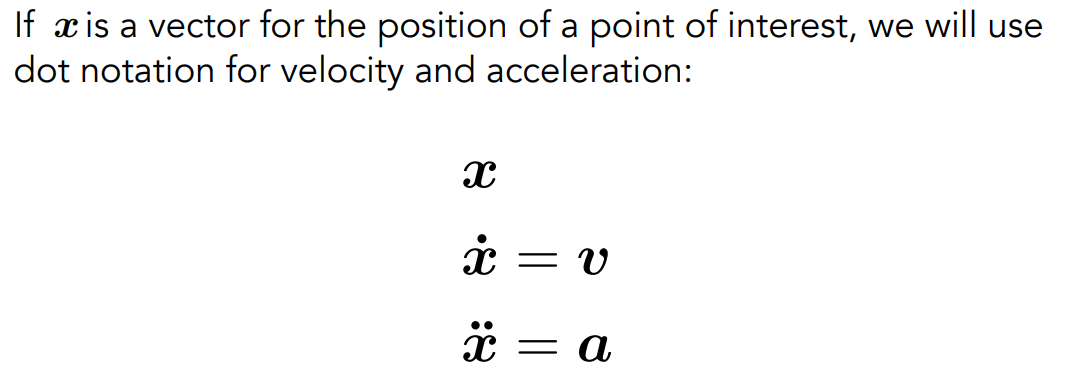 If x is a vector for the position of a point of interest, we will use
dot notation for velocity and acceleration:
x
ẋ = v
ẍ = a